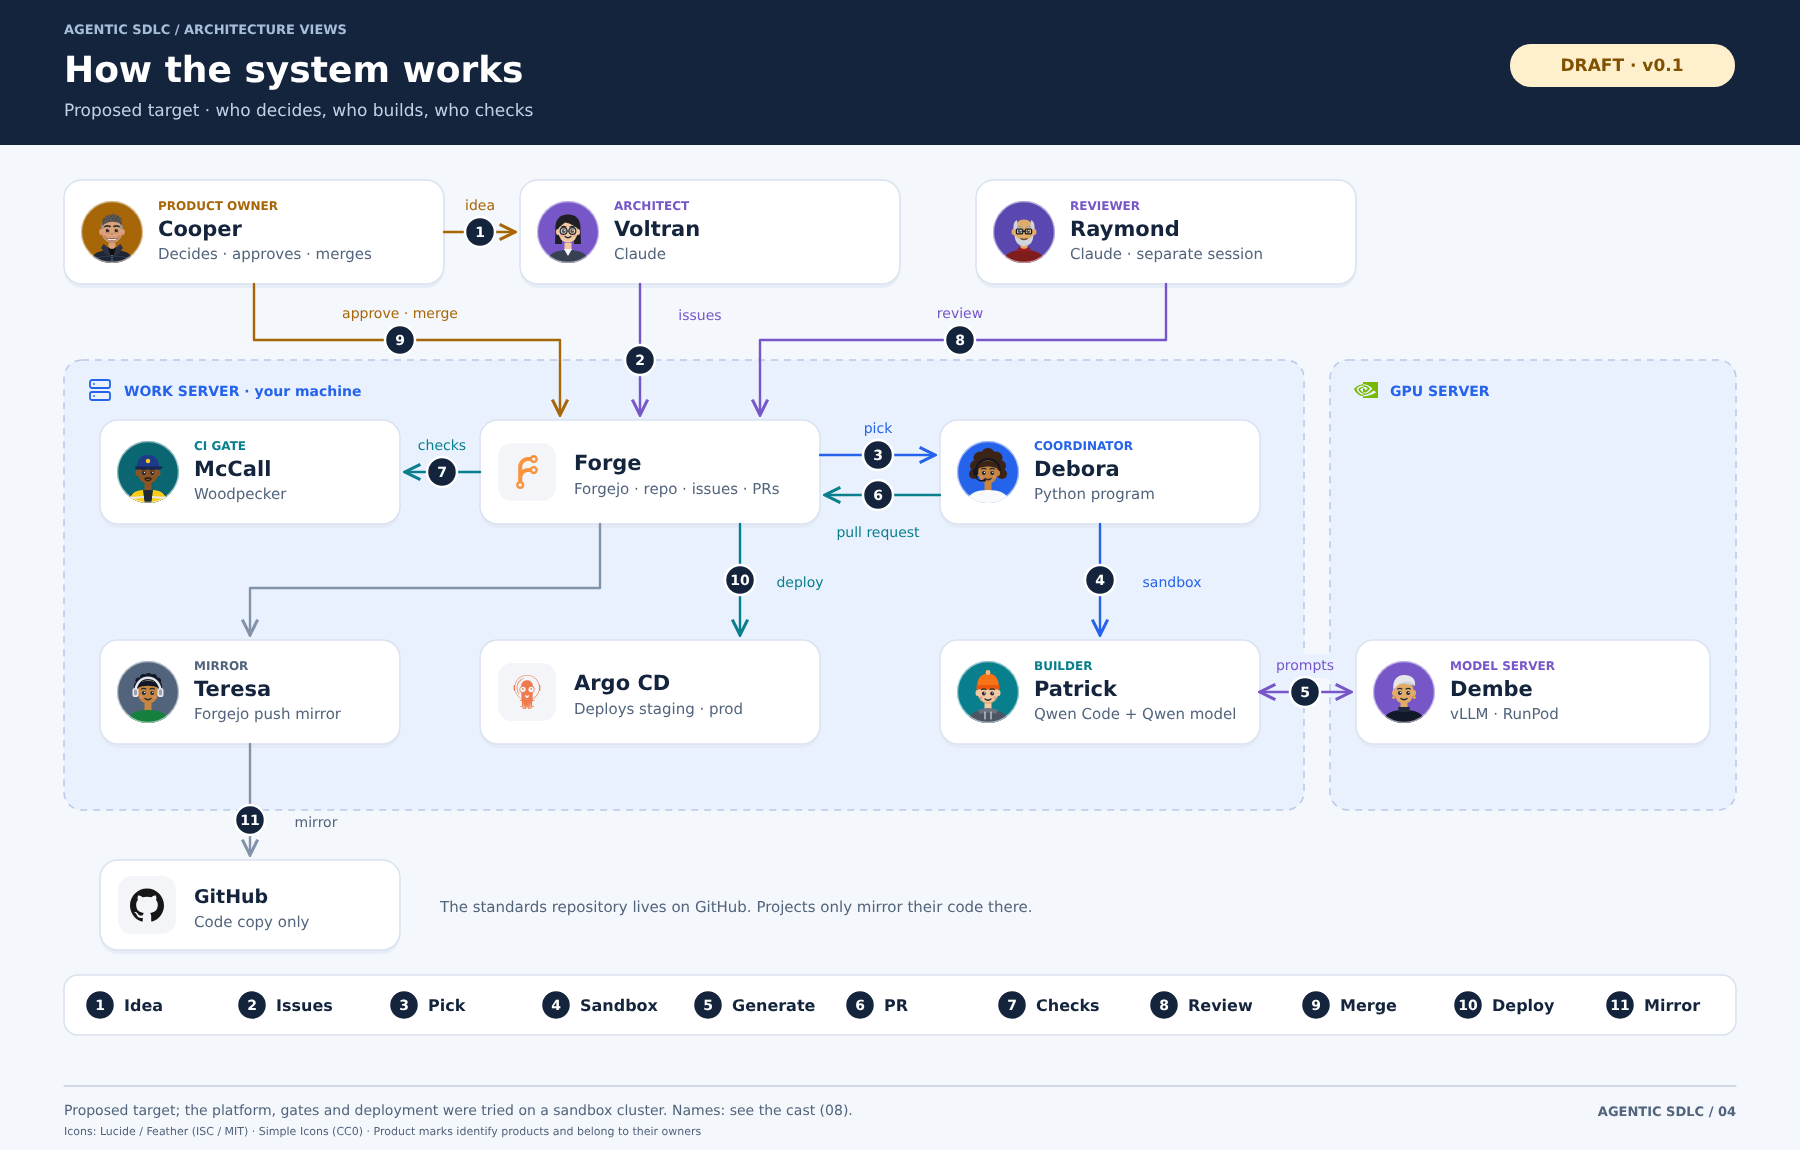 AGENTIC SDLC / ARCHITECTURE VIEWS
How the system works
Proposed target · who decides, who builds, who checks
DRAFT · v0.1
PRODUCT OWNER
Cooper
Decides · approves · merges
idea
1
ARCHITECT
Voltran
Claude
REVIEWER
Raymond
Claude · separate session
approve · merge
9
issues
2
review
8
WORK SERVER · your machine
GPU SERVER
CI GATE
McCall
Woodpecker
checks
7
Forge
Forgejo · repo · issues · PRs
pick
3
6
pull request
COORDINATOR
Debora
Python program
10
deploy
4
sandbox
MIRROR
Teresa
Forgejo push mirror
Argo CD
Deploys staging · prod
BUILDER
Patrick
Qwen Code + Qwen model
prompts
5
MODEL SERVER
Dembe
vLLM · RunPod
11
mirror
GitHub
Code copy only
The standards repository lives on GitHub. Projects only mirror their code there.
1 Idea 2 Issues 3 Pick 4 Sandbox 5 Generate 6 PR 7 Checks 8 Review 9 Merge 10 Deploy 11 Mirror
Proposed target; the platform, gates and deployment were tried on a sandbox cluster. Names: see the cast (08).
AGENTIC SDLC / 04
Icons: Lucide / Feather (ISC / MIT) · Simple Icons (CC0) · Product marks identify products and belong to their owners